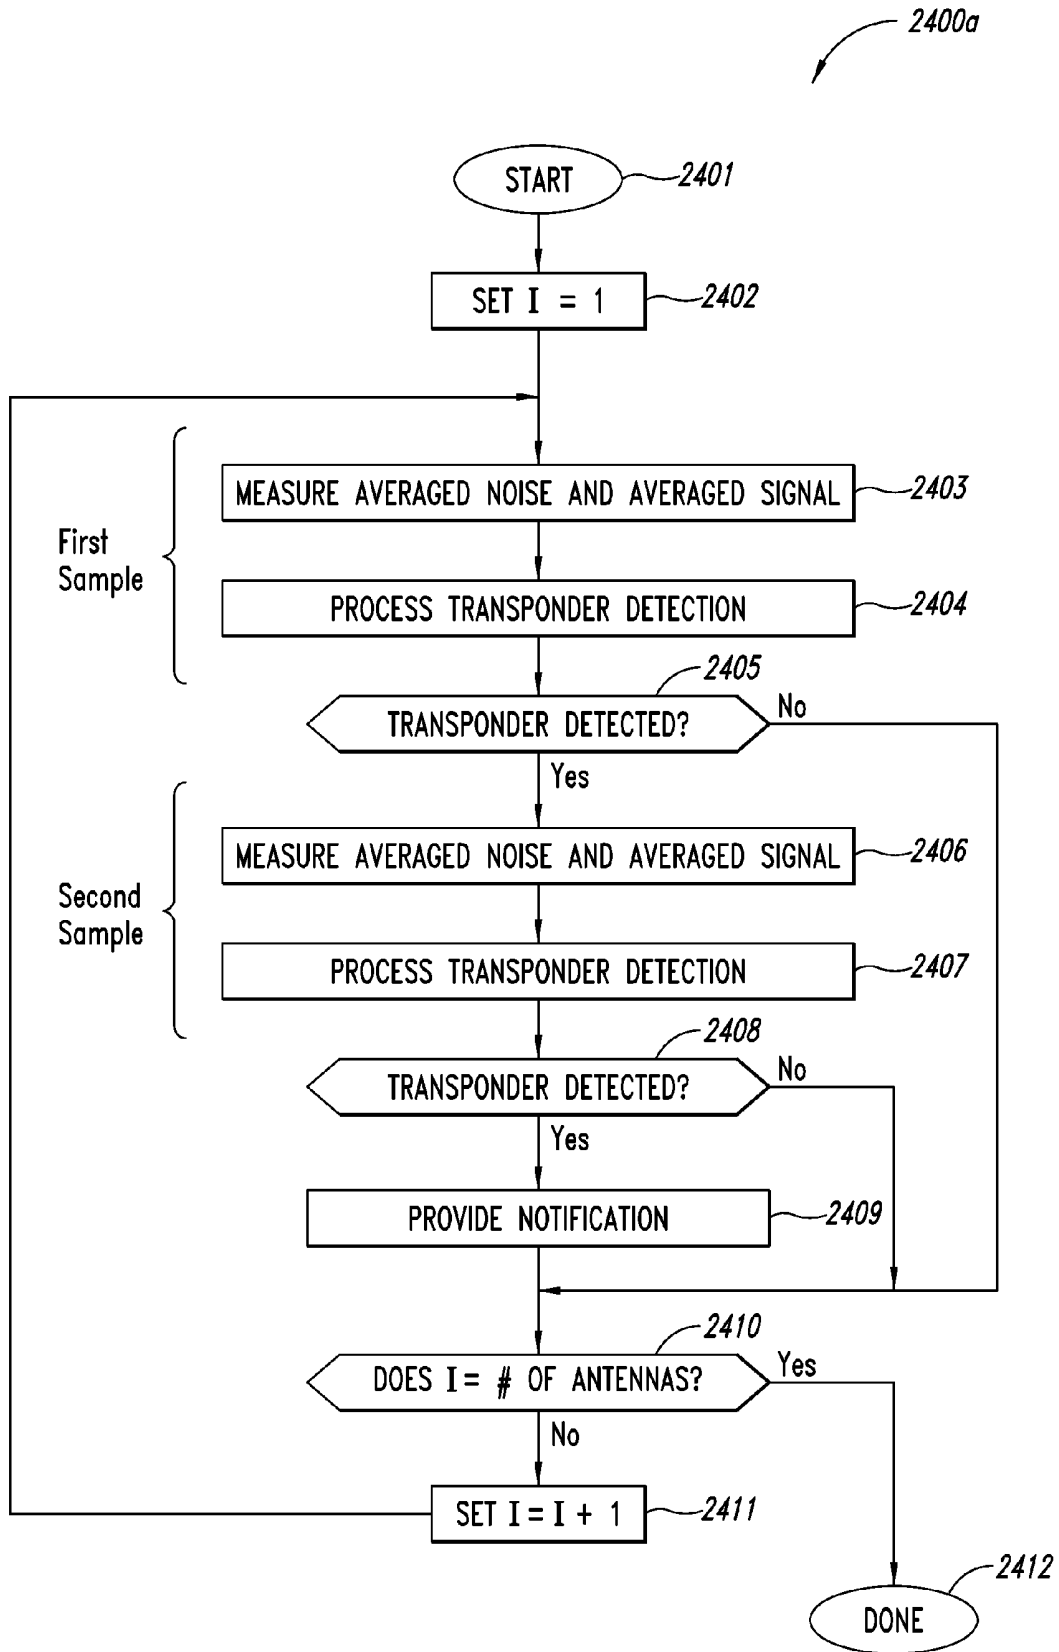 2400a
START
2401
SET I = 1
2402
MEASURE AVERAGED NOISE AND AVERAGED SIGNAL
2403
First
Sample
PROCESS TRANSPONDER DETECTION
2404
2405
TRANSPONDER DETECTED?
No
Yes
MEASURE AVERAGED NOISE AND AVERAGED SIGNAL
2406
Second
Sample
PROCESS TRANSPONDER DETECTION
2407
2408
TRANSPONDER DETECTED?
No
Yes
PROVIDE NOTIFICATION
2409
2410
DOES I = # OF ANTENNAS?
Yes
No
SET I = I + 1
2411
2412
DONE